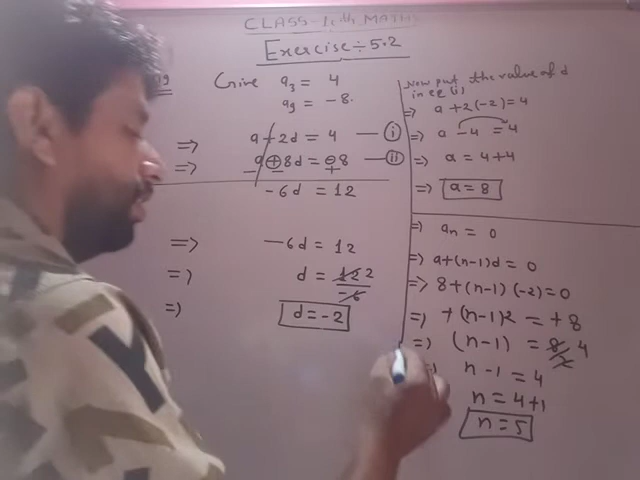 CLASS-10th MATHS
Exercise ÷ 5.2
Give a₃ = 4
a₉ = -8.
⇒ a + 2d = 4 — (i)
⇒ a ⊕ 8d = ⊖ 8 — (ii)
— — +
-6d = 12
⇒ —6d = 12
⇒ d = 12 2
-6
⇒ d = -2
Now put the value of d
in eq (i)
⇒ a + 2(-2) = 4
⇒ a - 4 = 4
⇒ a = 4+4
⇒ a = 8
⇒ aₙ = 0
⇒ a+(n-1)d = 0
⇒ 8+(n-1)(-2)=0
⇒ +(n-1)2 = +8
⇒ (n-1) = 8 4
2
n-1 = 4
n = 4+1
n = 5